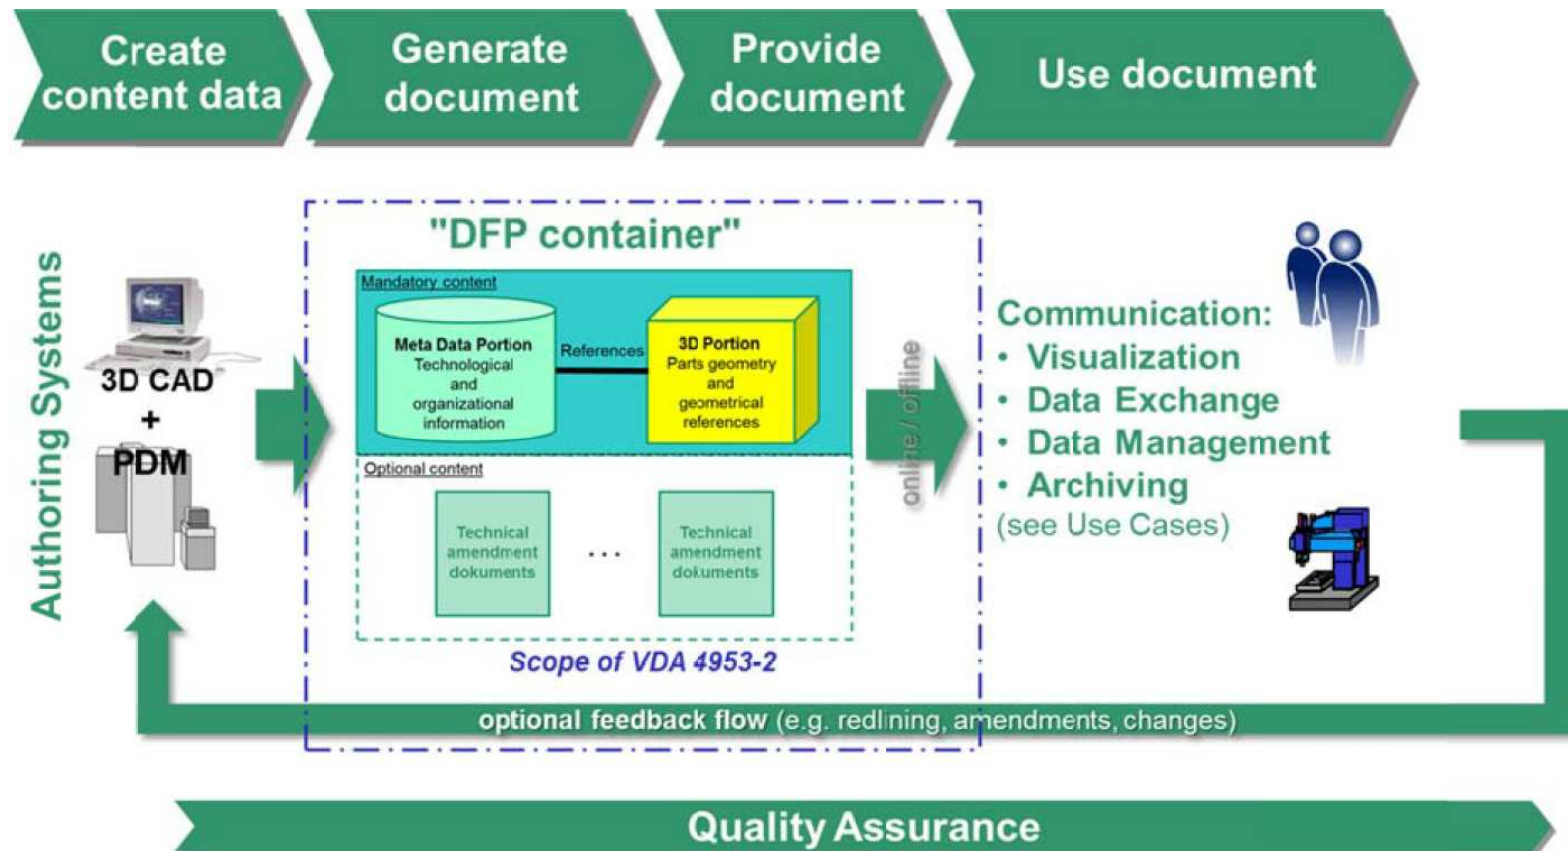 Create
content data
Generate
document
Provide
document
Use document
Authoring Systems
3D CAD
+
PDM
"DFP container"
Mandatory content
Meta Data Portion
Technological
and
organizational
information
References
3D Portion
Parts geometry
and
geometrical
references
Optional content
Technical
amendment
dokuments
...
Technical
amendment
dokuments
Scope of VDA 4953-2
online / offline
Communication:
• Visualization
• Data Exchange
• Data Management
• Archiving
(see Use Cases)
optional feedback flow (e.g. redlining, amendments, changes)
Quality Assurance